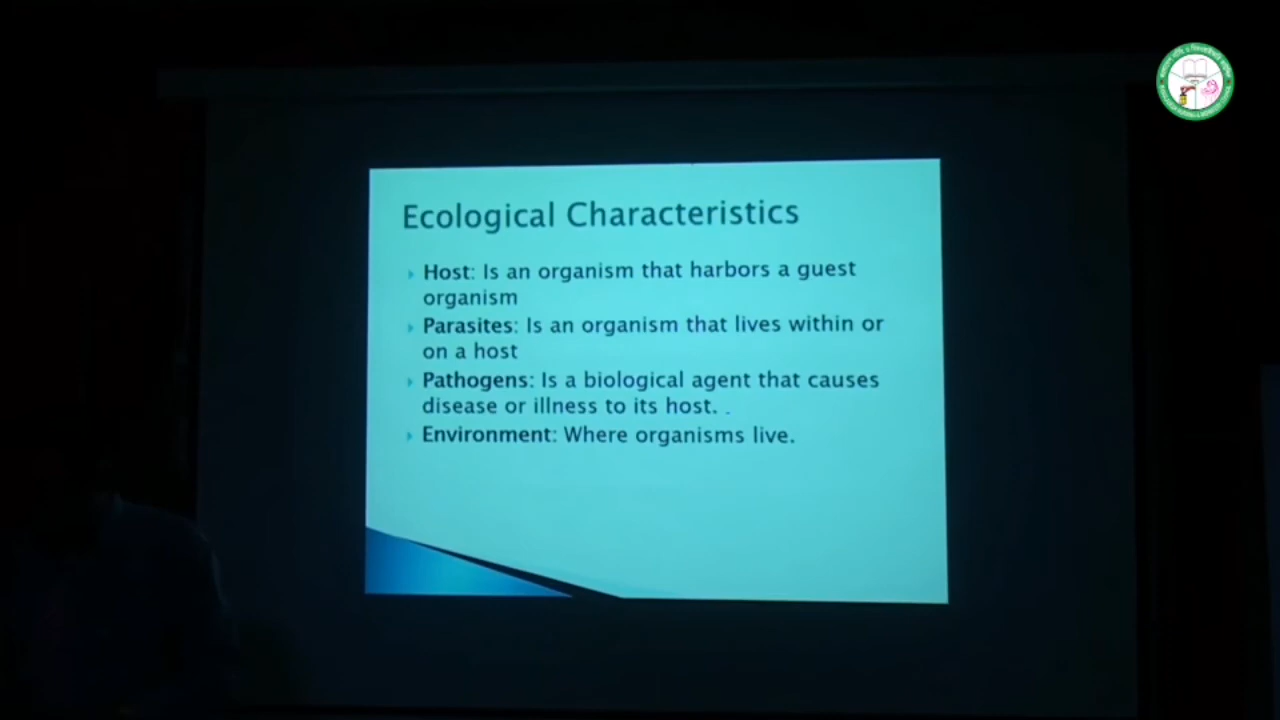 Ecological Characteristics
Host: Is an organism that harbors a guest
organism
Parasites: Is an organism that lives within or
on a host
Pathogens: Is a biological agent that causes
disease or illness to its host. .
Environment: Where organisms live.